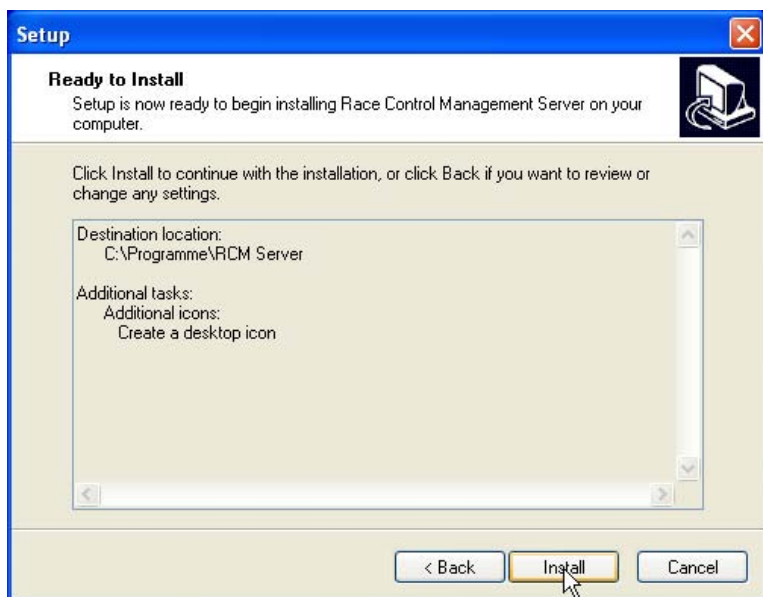 Setup
Ready to Install
Setup is now ready to begin installing Race Control Management Server on your
computer.
Click Install to continue with the installation, or click Back if you want to review or
change any settings.
Destination location:
C:\Programme\RCM Server
Additional tasks:
Additional icons:
Create a desktop icon
< Back
Install
Cancel